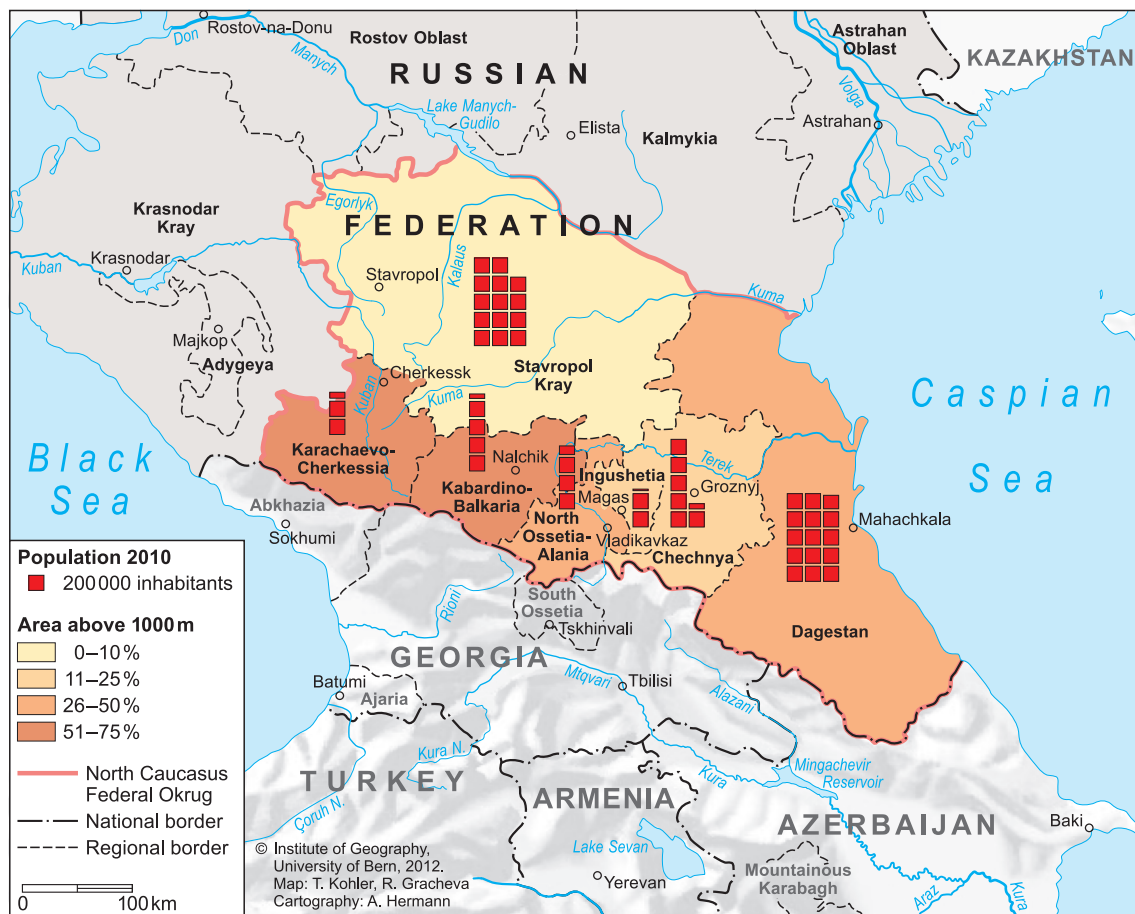 Rostov-na-Donu
Don
Manych
Rostov Oblast
RUSSIAN
Lake Manych-
Gudilo
Elista
Kalmykia
Astrahan
Oblast
KAZAKHSTAN
Volga
Astrahan
Krasnodar
Kray
Egorlyk
FEDERATION
Kuban
Krasnodar
Stavropol
Kalaus
Kuma
Majkop
Adygeya
Cherkessk
Stavropol
Kray
Kuban
Kuma
Caspian
Sea
Black
Sea
Karachaevo-
Cherkessia
Nalchik
Kabardino-
Balkaria
Ingushetia
Terek
Magas
Groznyj
North
Ossetia-
Alania
Vladikavkaz
Chechnya
Mahachkala
Dagestan
Abkhazia
Sokhumi
Rioni
South
Ossetia
Tskhinvali
GEORGIA
Mtqvari
Tbilisi
Alazani
Batumi
Ajaria
Kura N.
TURKEY
Çoruh N.
ARMENIA
Kura
Mingachevir
Reservoir
AZERBAIJAN
Baki
Lake Sevan
Yerevan
Mountainous
Karabagh
Araz
Kura
Population 2010
200 000 inhabitants
Area above 1000 m
0–10 %
11–25 %
26–50 %
51–75 %
North Caucasus
Federal Okrug
National border
Regional border
0 100 km
© Institute of Geography,
University of Bern, 2012.
Map: T. Kohler, R. Gracheva
Cartography: A. Hermann